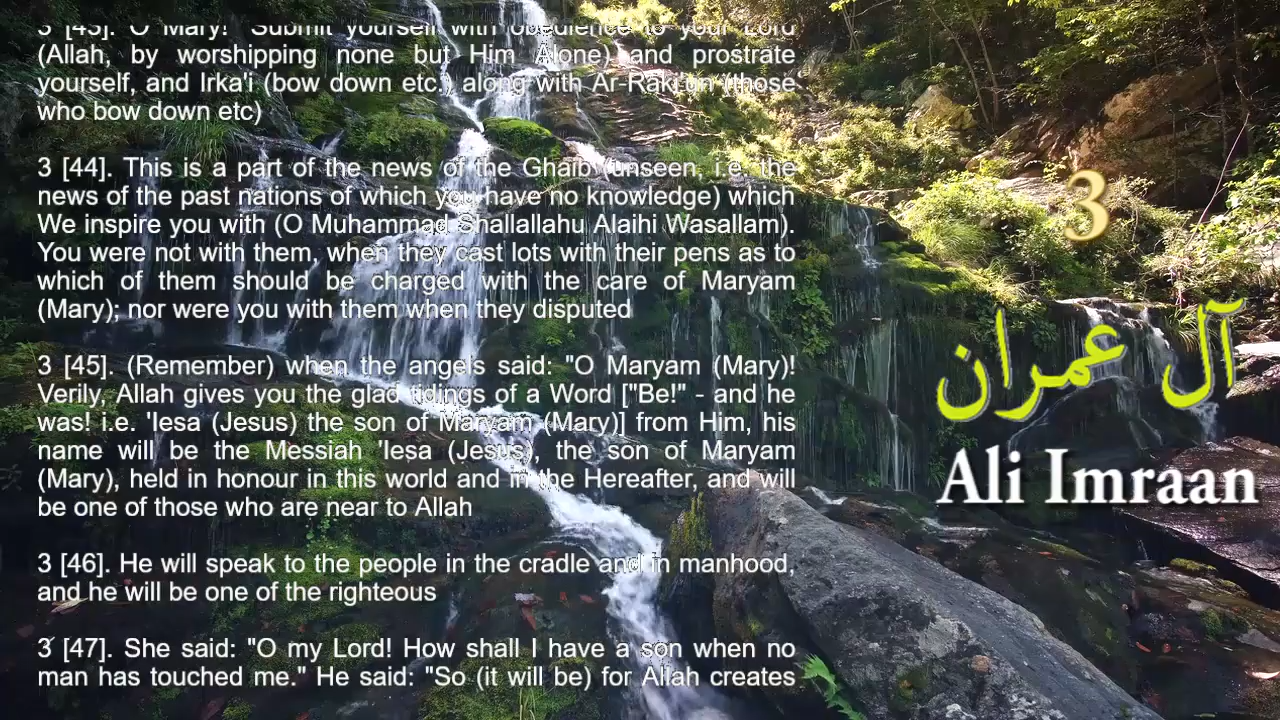 3 [43]. O Mary! "Submit yourself with obedience to your Lord
(Allah, by worshipping none but Him Alone) and prostrate
yourself, and Irka'i (bow down etc.) along with Ar-Raki'un (those
who bow down etc)
3 [44]. This is a part of the news of the Ghaib (unseen, i.e. the
news of the past nations of which you have no knowledge) which
We inspire you with (O Muhammad Shallallahu Alaihi Wasallam).
You were not with them, when they cast lots with their pens as to
which of them should be charged with the care of Maryam
(Mary); nor were you with them when they disputed
3 [45]. (Remember) when the angels said: "O Maryam (Mary)!
Verily, Allah gives you the glad tidings of a Word ["Be!" - and he
was! i.e. 'Iesa (Jesus) the son of Maryam (Mary)] from Him, his
name will be the Messiah 'Iesa (Jesus), the son of Maryam
(Mary), held in honour in this world and in the Hereafter, and will
be one of those who are near to Allah
3 [46]. He will speak to the people in the cradle and in manhood,
and he will be one of the righteous
3 [47]. She said: "O my Lord! How shall I have a son when no
man has touched me." He said: "So (it will be) for Allah creates
3
آل عمران
Ali Imraan